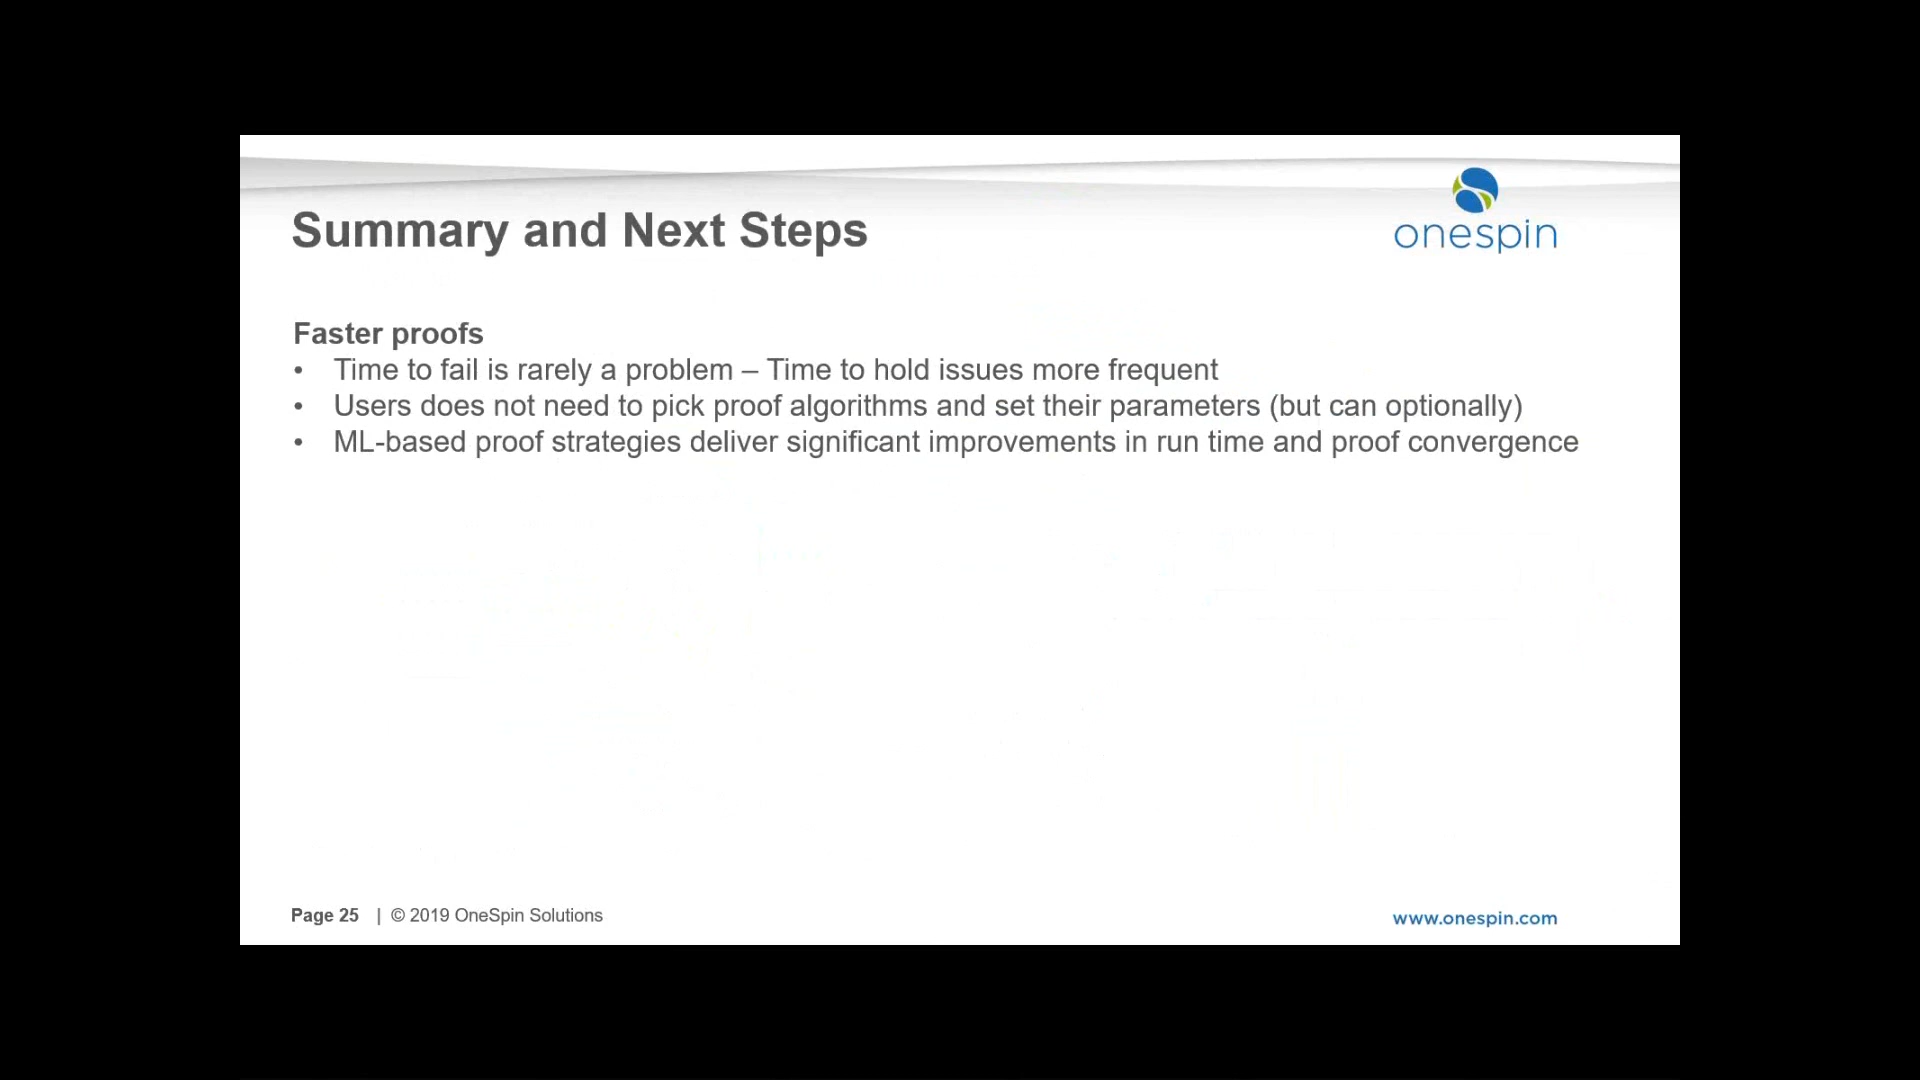 Summary and Next Steps
onespin
Faster proofs
• Time to fail is rarely a problem – Time to hold issues more frequent
• Users does not need to pick proof algorithms and set their parameters (but can optionally)
• ML-based proof strategies deliver significant improvements in run time and proof convergence
Page 25 | © 2019 OneSpin Solutions
www.onespin.com